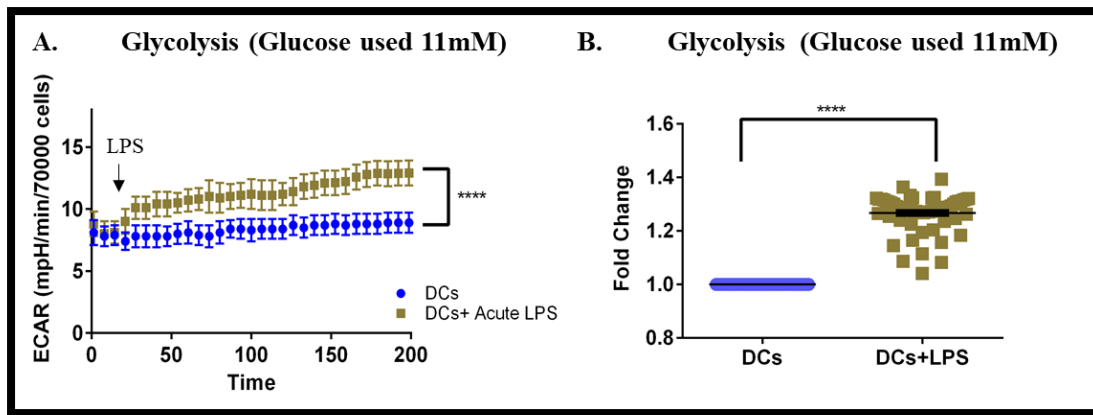 A. Glycolysis (Glucose used 11mM)
ECAR (mpH/min/70000 cells)
15
10
5
0
LPS
****
DCs
DCs+ Acute LPS
0 50 100 150 200
Time
B. Glycolysis (Glucose used 11mM)
****
Fold Change
1.6
1.4
1.2
1.0
0.8
DCs DCs+LPS